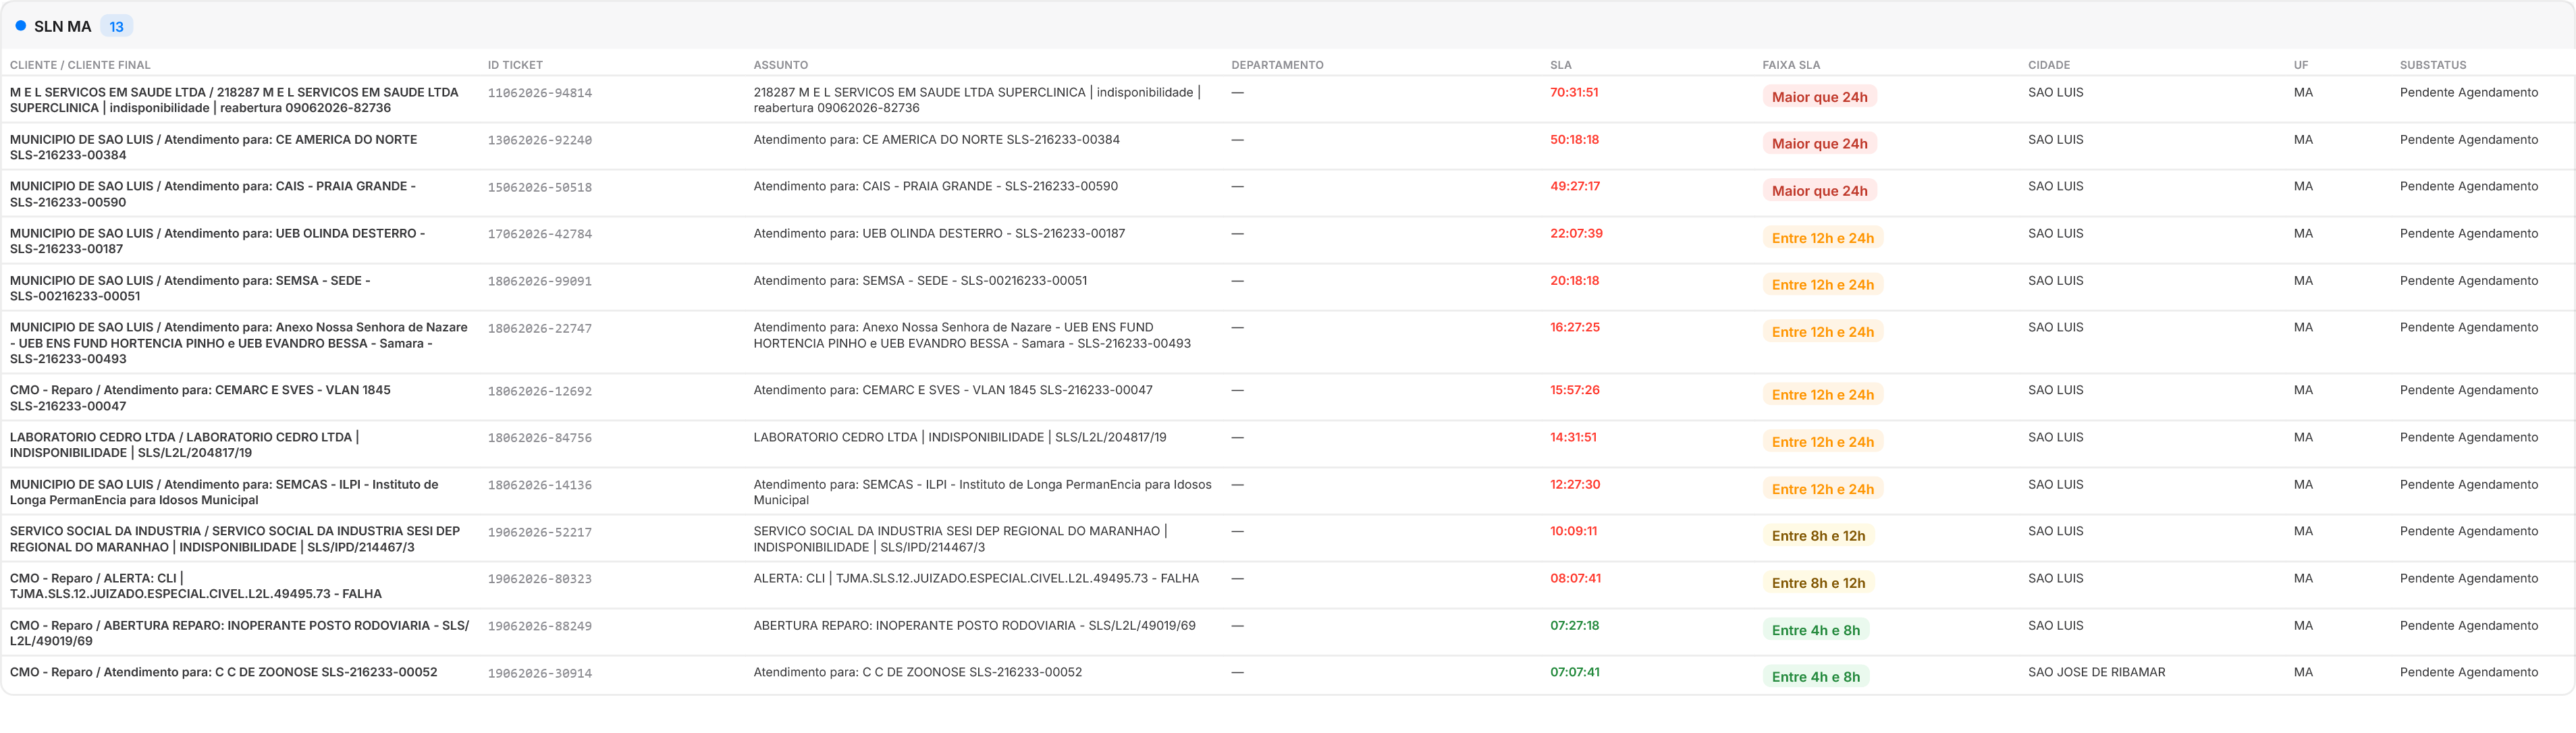 SLN MA 13
CLIENTE / CLIENTE FINAL ID TICKET ASSUNTO DEPARTAMENTO SLA FAIXA SLA CIDADE UF SUBSTATUS
M E L SERVICOS EM SAUDE LTDA / 218287 M E L SERVICOS EM SAUDE LTDA 11062026-94814 218287 M E L SERVICOS EM SAUDE LTDA SUPERCLINICA | indisponibilidade | — 70:31:51 Maior que 24h SAO LUIS MA Pendente Agendamento
SUPERCLINICA | indisponibilidade | reabertura 09062026-82736 reabertura 09062026-82736
MUNICIPIO DE SAO LUIS / Atendimento para: CE AMERICA DO NORTE 13062026-92240 Atendimento para: CE AMERICA DO NORTE SLS-216233-00384 — 50:18:18 Maior que 24h SAO LUIS MA Pendente Agendamento
SLS-216233-00384
MUNICIPIO DE SAO LUIS / Atendimento para: CAIS - PRAIA GRANDE - 15062026-50518 Atendimento para: CAIS - PRAIA GRANDE - SLS-216233-00590 — 49:27:17 Maior que 24h SAO LUIS MA Pendente Agendamento
SLS-216233-00590
MUNICIPIO DE SAO LUIS / Atendimento para: UEB OLINDA DESTERRO - 17062026-42784 Atendimento para: UEB OLINDA DESTERRO - SLS-216233-00187 — 22:07:39 Entre 12h e 24h SAO LUIS MA Pendente Agendamento
SLS-216233-00187
MUNICIPIO DE SAO LUIS / Atendimento para: SEMSA - SEDE - 18062026-99091 Atendimento para: SEMSA - SEDE - SLS-00216233-00051 — 20:18:18 Entre 12h e 24h SAO LUIS MA Pendente Agendamento
SLS-00216233-00051
MUNICIPIO DE SAO LUIS / Atendimento para: Anexo Nossa Senhora de Nazare 18062026-22747 Atendimento para: Anexo Nossa Senhora de Nazare - UEB ENS FUND — 16:27:25 Entre 12h e 24h SAO LUIS MA Pendente Agendamento
- UEB ENS FUND HORTENCIA PINHO e UEB EVANDRO BESSA - Samara - HORTENCIA PINHO e UEB EVANDRO BESSA - Samara - SLS-216233-00493
SLS-216233-00493
CMO - Reparo / Atendimento para: CEMARC E SVES - VLAN 1845 18062026-12692 Atendimento para: CEMARC E SVES - VLAN 1845 SLS-216233-00047 — 15:57:26 Entre 12h e 24h SAO LUIS MA Pendente Agendamento
SLS-216233-00047
LABORATORIO CEDRO LTDA / LABORATORIO CEDRO LTDA | 18062026-84756 LABORATORIO CEDRO LTDA | INDISPONIBILIDADE | SLS/L2L/204817/19 — 14:31:51 Entre 12h e 24h SAO LUIS MA Pendente Agendamento
INDISPONIBILIDADE | SLS/L2L/204817/19
MUNICIPIO DE SAO LUIS / Atendimento para: SEMCAS - ILPI - Instituto de 18062026-14136 Atendimento para: SEMCAS - ILPI - Instituto de Longa PermanEncia para Idosos — 12:27:30 Entre 12h e 24h SAO LUIS MA Pendente Agendamento
Longa PermanEncia para Idosos Municipal Municipal
SERVICO SOCIAL DA INDUSTRIA / SERVICO SOCIAL DA INDUSTRIA SESI DEP 19062026-52217 SERVICO SOCIAL DA INDUSTRIA SESI DEP REGIONAL DO MARANHAO | — 10:09:11 Entre 8h e 12h SAO LUIS MA Pendente Agendamento
REGIONAL DO MARANHAO | INDISPONIBILIDADE | SLS/IPD/214467/3 INDISPONIBILIDADE | SLS/IPD/214467/3
CMO - Reparo / ALERTA: CLI | 19062026-80323 ALERTA: CLI | TJMA.SLS.12.JUIZADO.ESPECIAL.CIVEL.L2L.49495.73 - FALHA — 08:07:41 Entre 8h e 12h SAO LUIS MA Pendente Agendamento
TJMA.SLS.12.JUIZADO.ESPECIAL.CIVEL.L2L.49495.73 - FALHA
CMO - Reparo / ABERTURA REPARO: INOPERANTE POSTO RODOVIARIA - SLS/ 19062026-88249 ABERTURA REPARO: INOPERANTE POSTO RODOVIARIA - SLS/L2L/49019/69 — 07:27:18 Entre 4h e 8h SAO LUIS MA Pendente Agendamento
L2L/49019/69
CMO - Reparo / Atendimento para: C C DE ZOONOSE SLS-216233-00052 19062026-30914 Atendimento para: C C DE ZOONOSE SLS-216233-00052 — 07:07:41 Entre 4h e 8h SAO JOSE DE RIBAMAR MA Pendente Agendamento